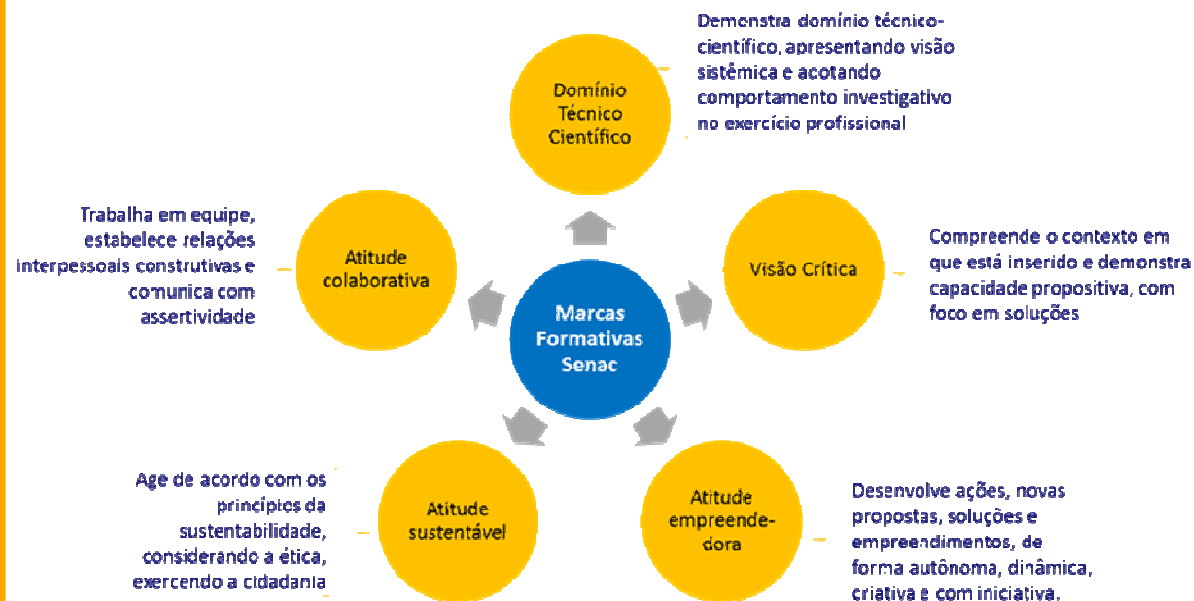 Demonstra domínio técnico-
científico, apresentando visão
sistêmica e acotando
comportamento investigativo
no exercício profissional
Domínio
Técnico
Científico
Trabalha em equipe,
estabelece relações
interpessoais construtivas e
comunica com
assertividade
Atitude
colaborativa
Visão Crítica
Compreende o contexto em
que está inserido e demonstra
capacidade propositiva, com
foco em soluções
Marcas
Formativas
Senac
Age de acordo com os
princípios da
sustentabilidade,
considerando a ética,
exercendo a cidadania
Atitude
sustentável
Atitude
empreende-
dora
Desenvolve ações, novas
propostas, soluções e
empreendimentos, de
forma autônoma, dinâmica,
criativa e com iniciativa.